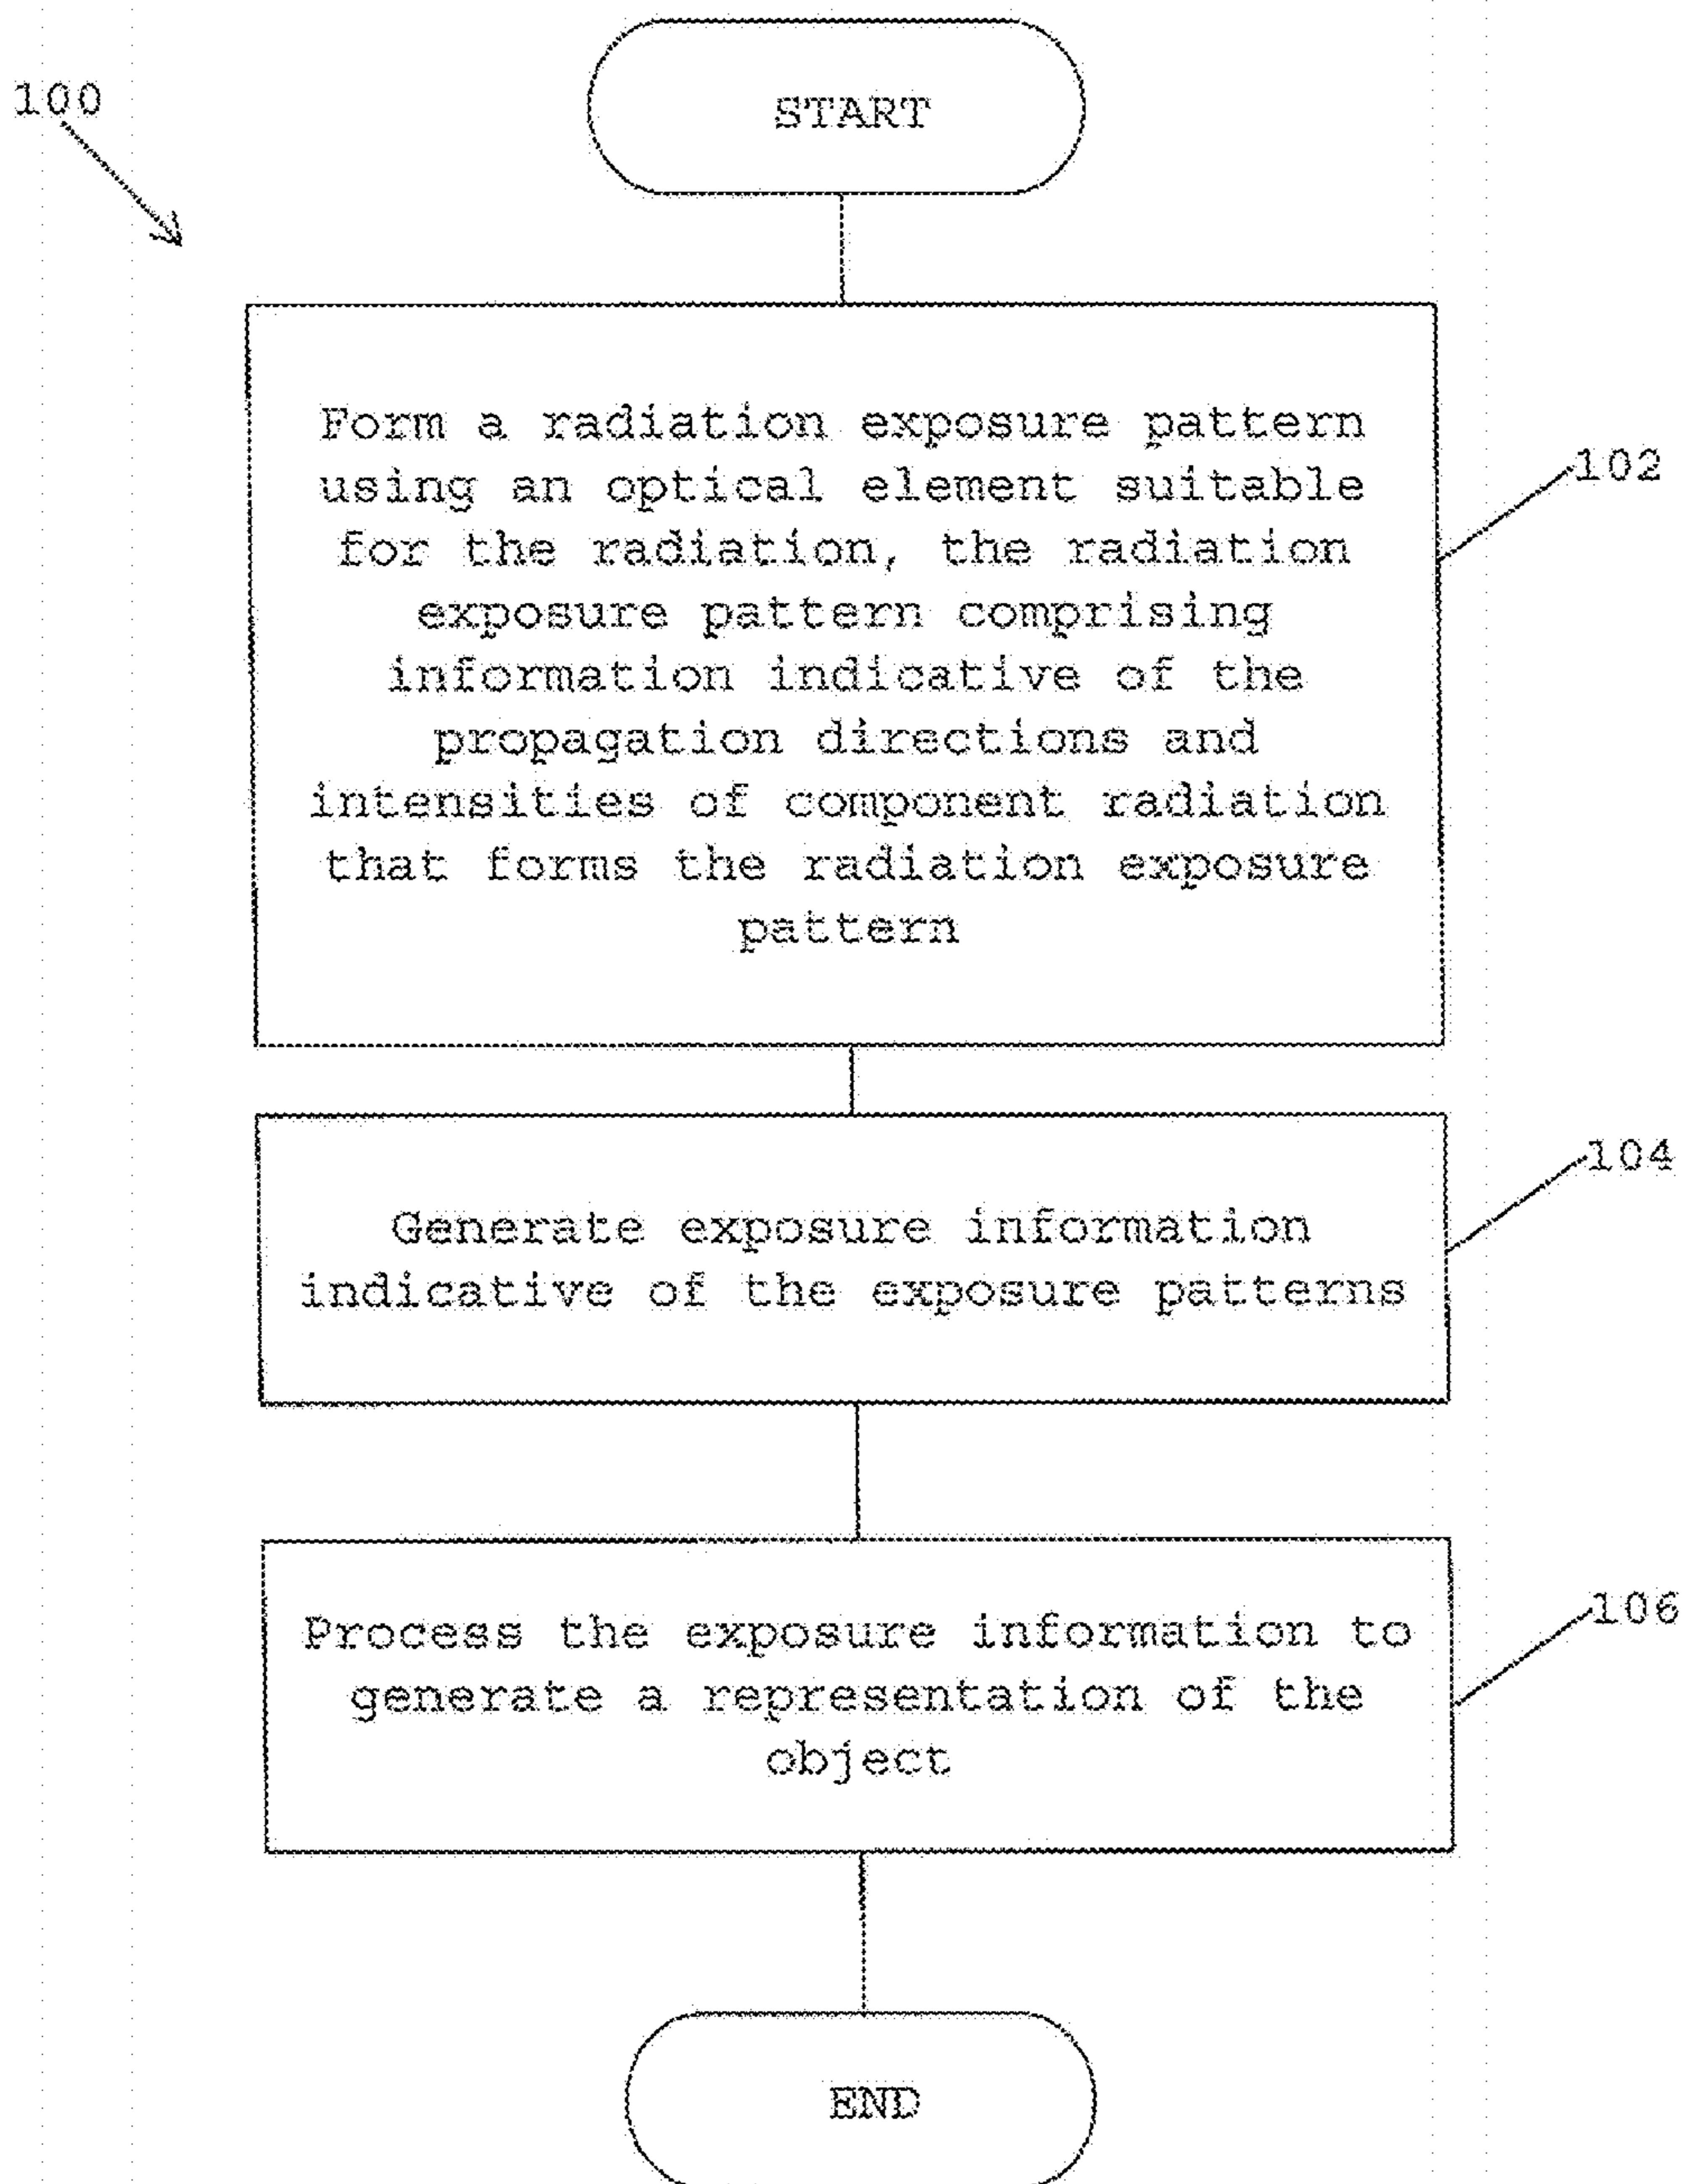 100
START
Form a radiation exposure pattern
using an optical element suitable
for the radiation, the radiation
exposure pattern comprising
information indicative of the
propagation directions and
intensities of component radiation
that forms the radiation exposure
pattern
102
Generate exposure information
indicative of the exposure patterns
104
Process the exposure information to
generate a representation of the
object
106
END